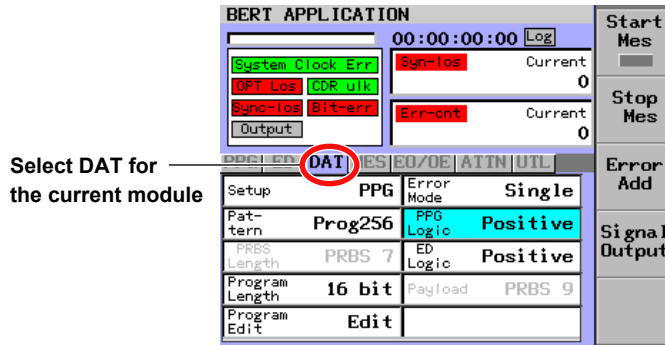 BERT APPLICATION
00:00:00:00 Log
System Clock Err
OPT Los CDR ulk
Sync-los Bit-err
Output
Syn-los Current
0
Err-cnt Current
0
Start
Mes
Stop
Mes
Error
Add
Signal
Output
Select DAT for
the current module
PPG ED DAT MES EO/OE ATTN UTL
Setup PPG Error Mode Single
Pat-tern Prog256 PPG Logic Positive
PRBS Length PRBS 7 ED Logic Positive
Program Length 16 bit Payload PRBS 9
Program Edit Edit